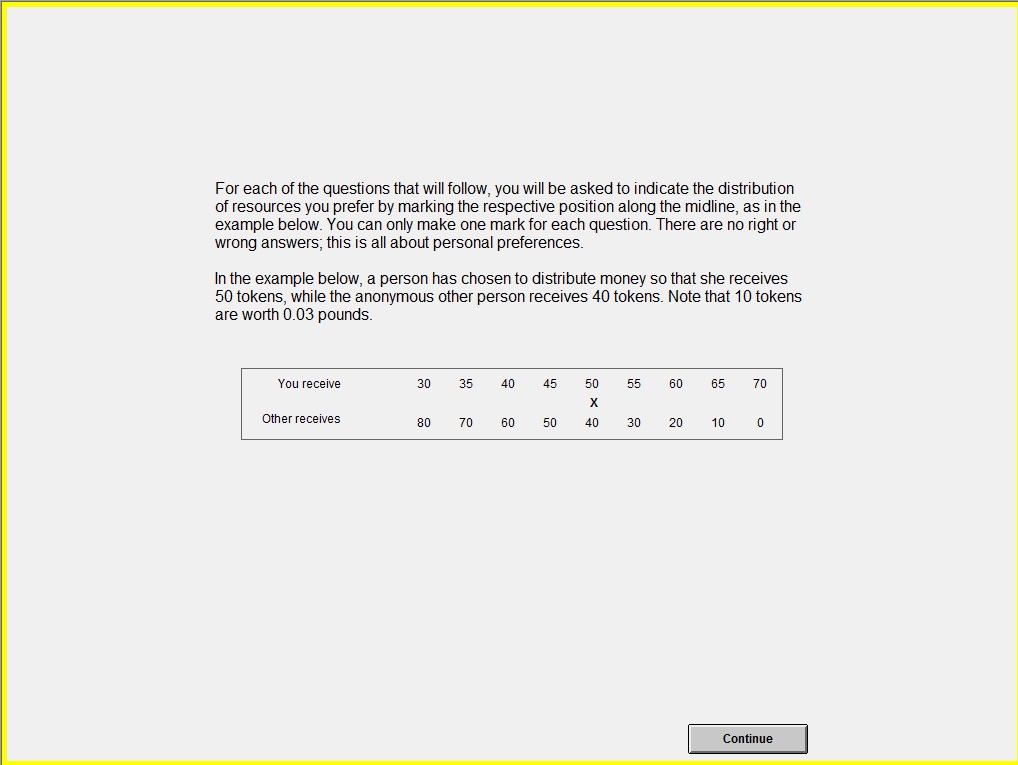 For each of the questions that will follow, you will be asked to indicate the distribution
of resources you prefer by marking the respective position along the midline, as in the
example below. You can only make one mark for each question. There are no right or
wrong answers; this is all about personal preferences.
In the example below, a person has chosen to distribute money so that she receives
50 tokens, while the anonymous other person receives 40 tokens. Note that 10 tokens
are worth 0.03 pounds.
You receive 30 35 40 45 50 55 60 65 70
X
Other receives 80 70 60 50 40 30 20 10 0
Continue